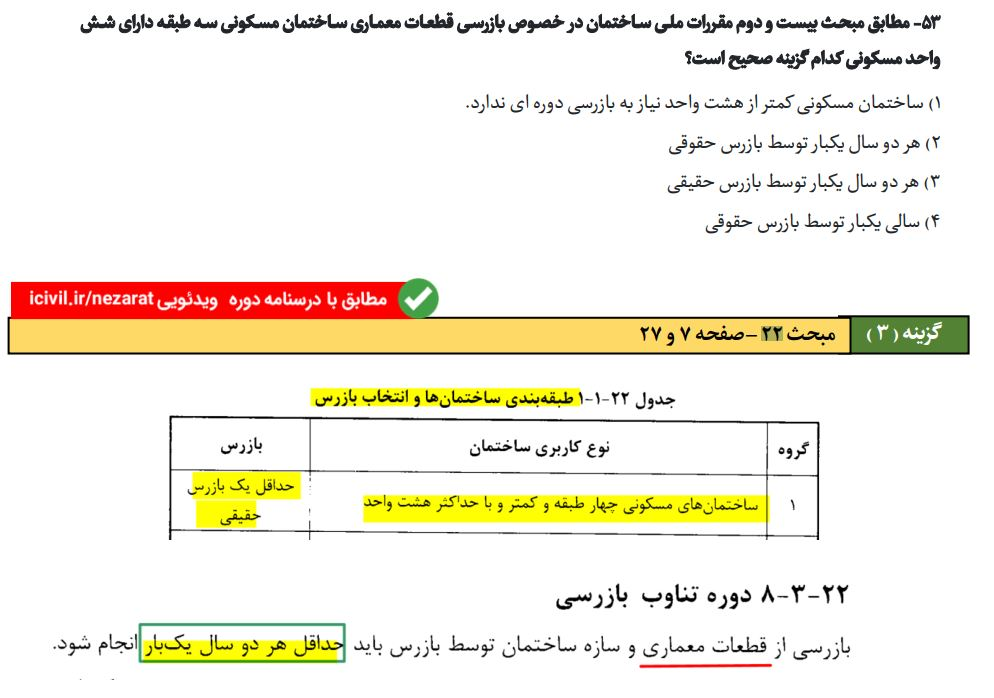 ۵۳- مطابق مبحث بیست و دوم مقررات ملی ساختمان در خصوص بازرسی قطعات معماری ساختمان مسکونی سه طبقه دارای شش
واحد مسکونی کدام گزینه صحیح است؟
۱) ساختمان مسکونی کمتر از هشت واحد نیاز به بازرسی دوره ای ندارد.
۲) هر دو سال یکبار توسط بازرس حقوقی
۳) هر دو سال یکبار توسط بازرس حقیقی
۴) سالی یکبار توسط بازرس حقوقی
مطابق با درسنامه دوره ویدئویی icivil.ir/nezarat
گزینه (۳) مبحث ۲۲ –صفحه ۷ و ۲۷
جدول ۲۲-۱-۱ طبقه‌بندی ساختمان‌ها و انتخاب بازرس
گروه نوع کاربری ساختمان بازرس
۱ ساختمان‌های مسکونی چهار طبقه و کمتر و با حداکثر هشت واحد حداقل یک بازرس
حقیقی
۲۲-۳-۸ دوره تناوب بازرسی
بازرسی از قطعات معماری و سازه ساختمان توسط بازرس باید حداقل هر دو سال یک‌بار انجام شود.